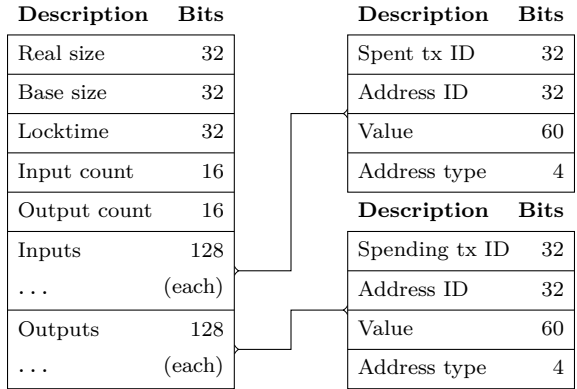 Description Bits
Real size 32
Base size 32
Locktime 32
Input count 16
Output count 16
Inputs 128
... (each)
Outputs 128
... (each)
Description Bits
Spent tx ID 32
Address ID 32
Value 60
Address type 4
Description Bits
Spending tx ID 32
Address ID 32
Value 60
Address type 4